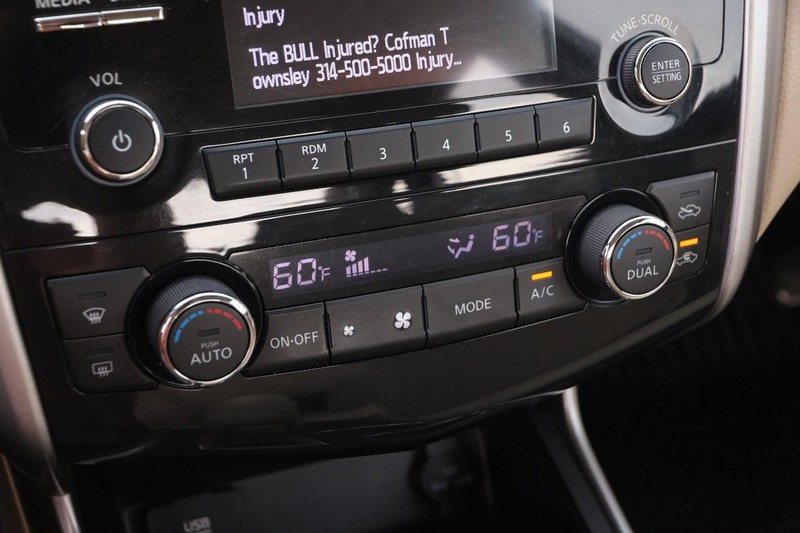 MEDIA
Injury
The BULL Injured? Cofman T
ownsley 314-500-5000 Injury...
TUNE·SCROLL
ENTER
SETTING
VOL
RPT
1
RDM
2
3
4
5
6
60°F
60°F
PUSH
AUTO
ON·OFF
MODE
A/C
PUSH
DUAL
USB